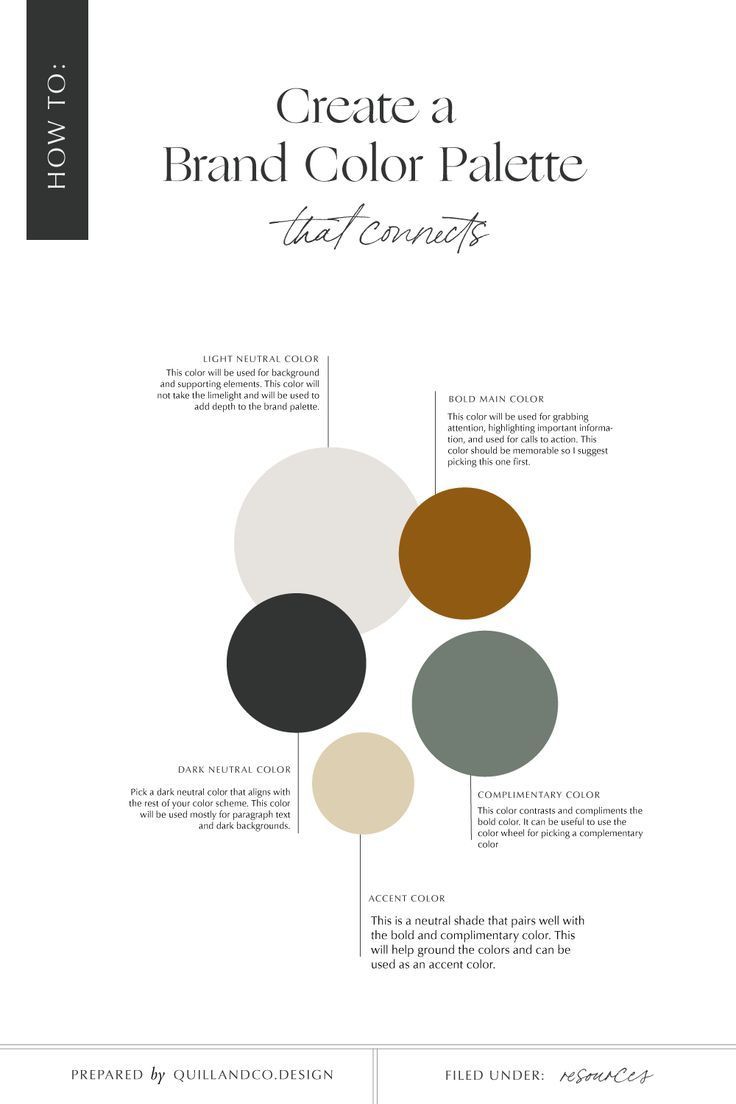 HOW TO:
Create a
Brand Color Palette
that connects
LIGHT NEUTRAL COLOR
This color will be used for background
and supporting elements. This color will
not take the limelight and will be used to
add depth to the brand palette.
BOLD MAIN COLOR
This color will be used for grabbing
attention, highlighting important informa-
tion, and used for calls to action. This
color should be memorable so I suggest
picking this one first.
DARK NEUTRAL COLOR
Pick a dark neutral color that aligns with
the rest of your color scheme. This color
will be used mostly for paragraph text
and dark backgrounds.
COMPLIMENTARY COLOR
This color contrasts and compliments the
bold color. It can be useful to use the
color wheel for picking a complementary
color
ACCENT COLOR
This is a neutral shade that pairs well with
the bold and complimentary color. This
will help ground the colors and can be
used as an accent color.
PREPARED by QUILLANDCO.DESIGN
FILED UNDER: resources